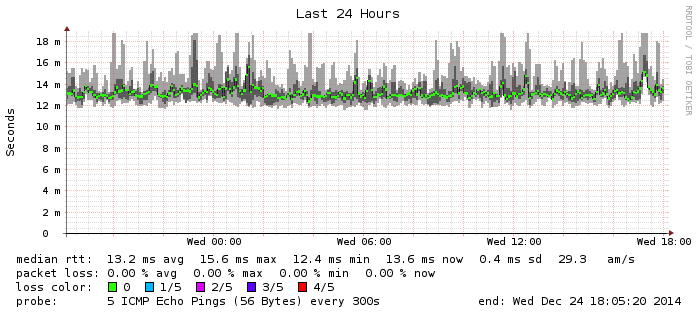 Last 24 Hours
RRDTOOL / TOBI OETIKER
Seconds
18 m
16 m
14 m
12 m
10 m
8 m
6 m
4 m
2 m
0
Wed 00:00 Wed 06:00 Wed 12:00 Wed 18:00
median rtt: 13.2 ms avg 15.6 ms max 12.4 ms min 13.6 ms now 0.4 ms sd 29.3 am/s
packet loss: 0.00 % avg 0.00 % max 0.00 % min 0.00 % now
loss color: 0 1/5 2/5 3/5 4/5
probe: 5 ICMP Echo Pings (56 Bytes) every 300s end: Wed Dec 24 18:05:20 2014